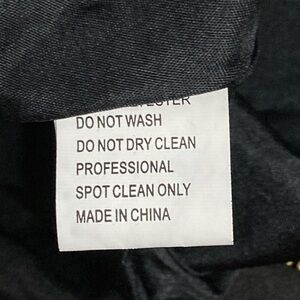 DO NOT WASH
DO NOT DRY CLEAN
PROFESSIONAL
SPOT CLEAN ONLY
MADE IN CHINA